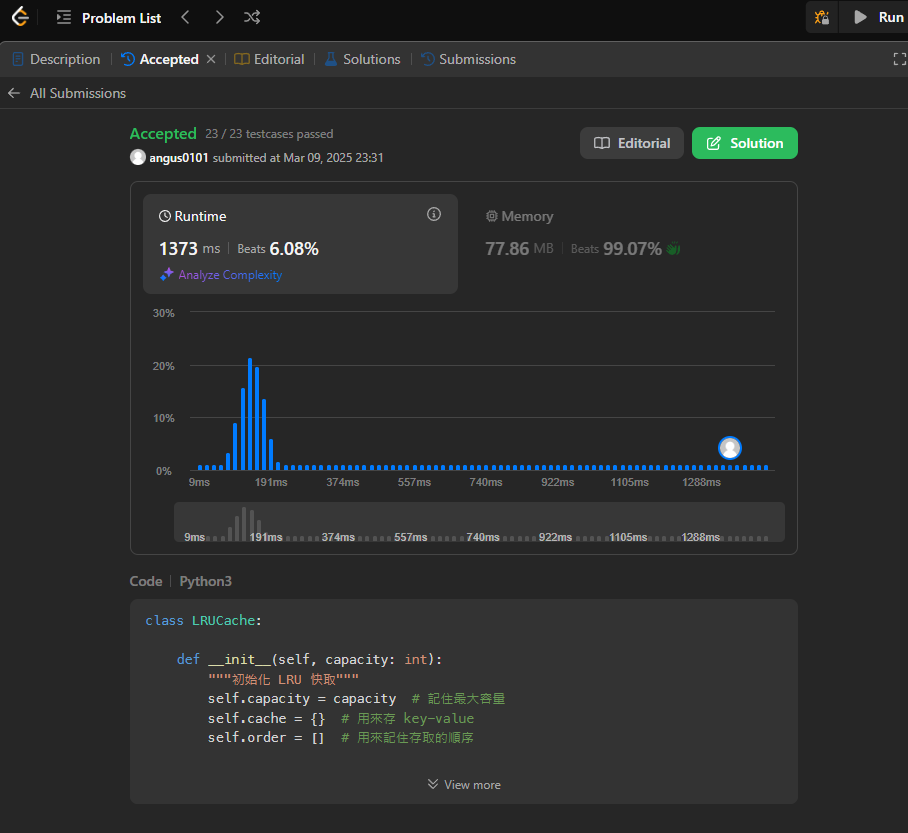 Problem List
Run
Description
Accepted
Editorial
Solutions
Submissions
All Submissions
Accepted 23 / 23 testcases passed
angus0101 submitted at Mar 09, 2025 23:31
Editorial
Solution
Runtime
1373 ms Beats 6.08%
Analyze Complexity
Memory
77.86 MB Beats 99.07%
30%
20%
10%
0%
9ms 191ms 374ms 557ms 740ms 922ms 1105ms 1288ms
9ms 191ms 374ms 557ms 740ms 922ms 1105ms 1288ms
Code Python3
class LRUCache:
def __init__(self, capacity: int):
"""初始化 LRU 快取"""
self.capacity = capacity # 記住最大容量
self.cache = {} # 用來存 key-value
self.order = [] # 用來記住存取的順序
View more